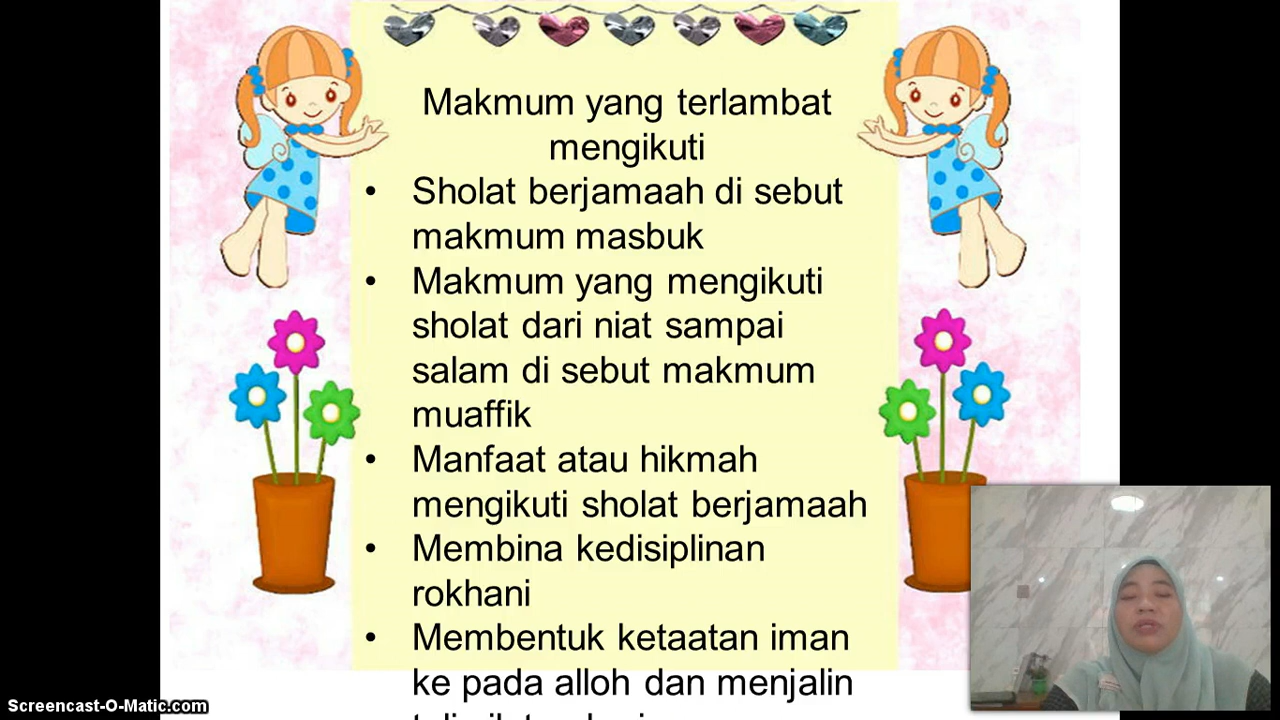 Makmum yang terlambat
mengikuti
• Sholat berjamaah di sebut
makmum masbuk
• Makmum yang mengikuti
sholat dari niat sampai
salam di sebut makmum
muaffik
• Manfaat atau hikmah
mengikuti sholat berjamaah
• Membina kedisiplinan
rokhani
• Membentuk ketaatan iman
ke pada alloh dan menjalin
Screencast-O-Matic.com